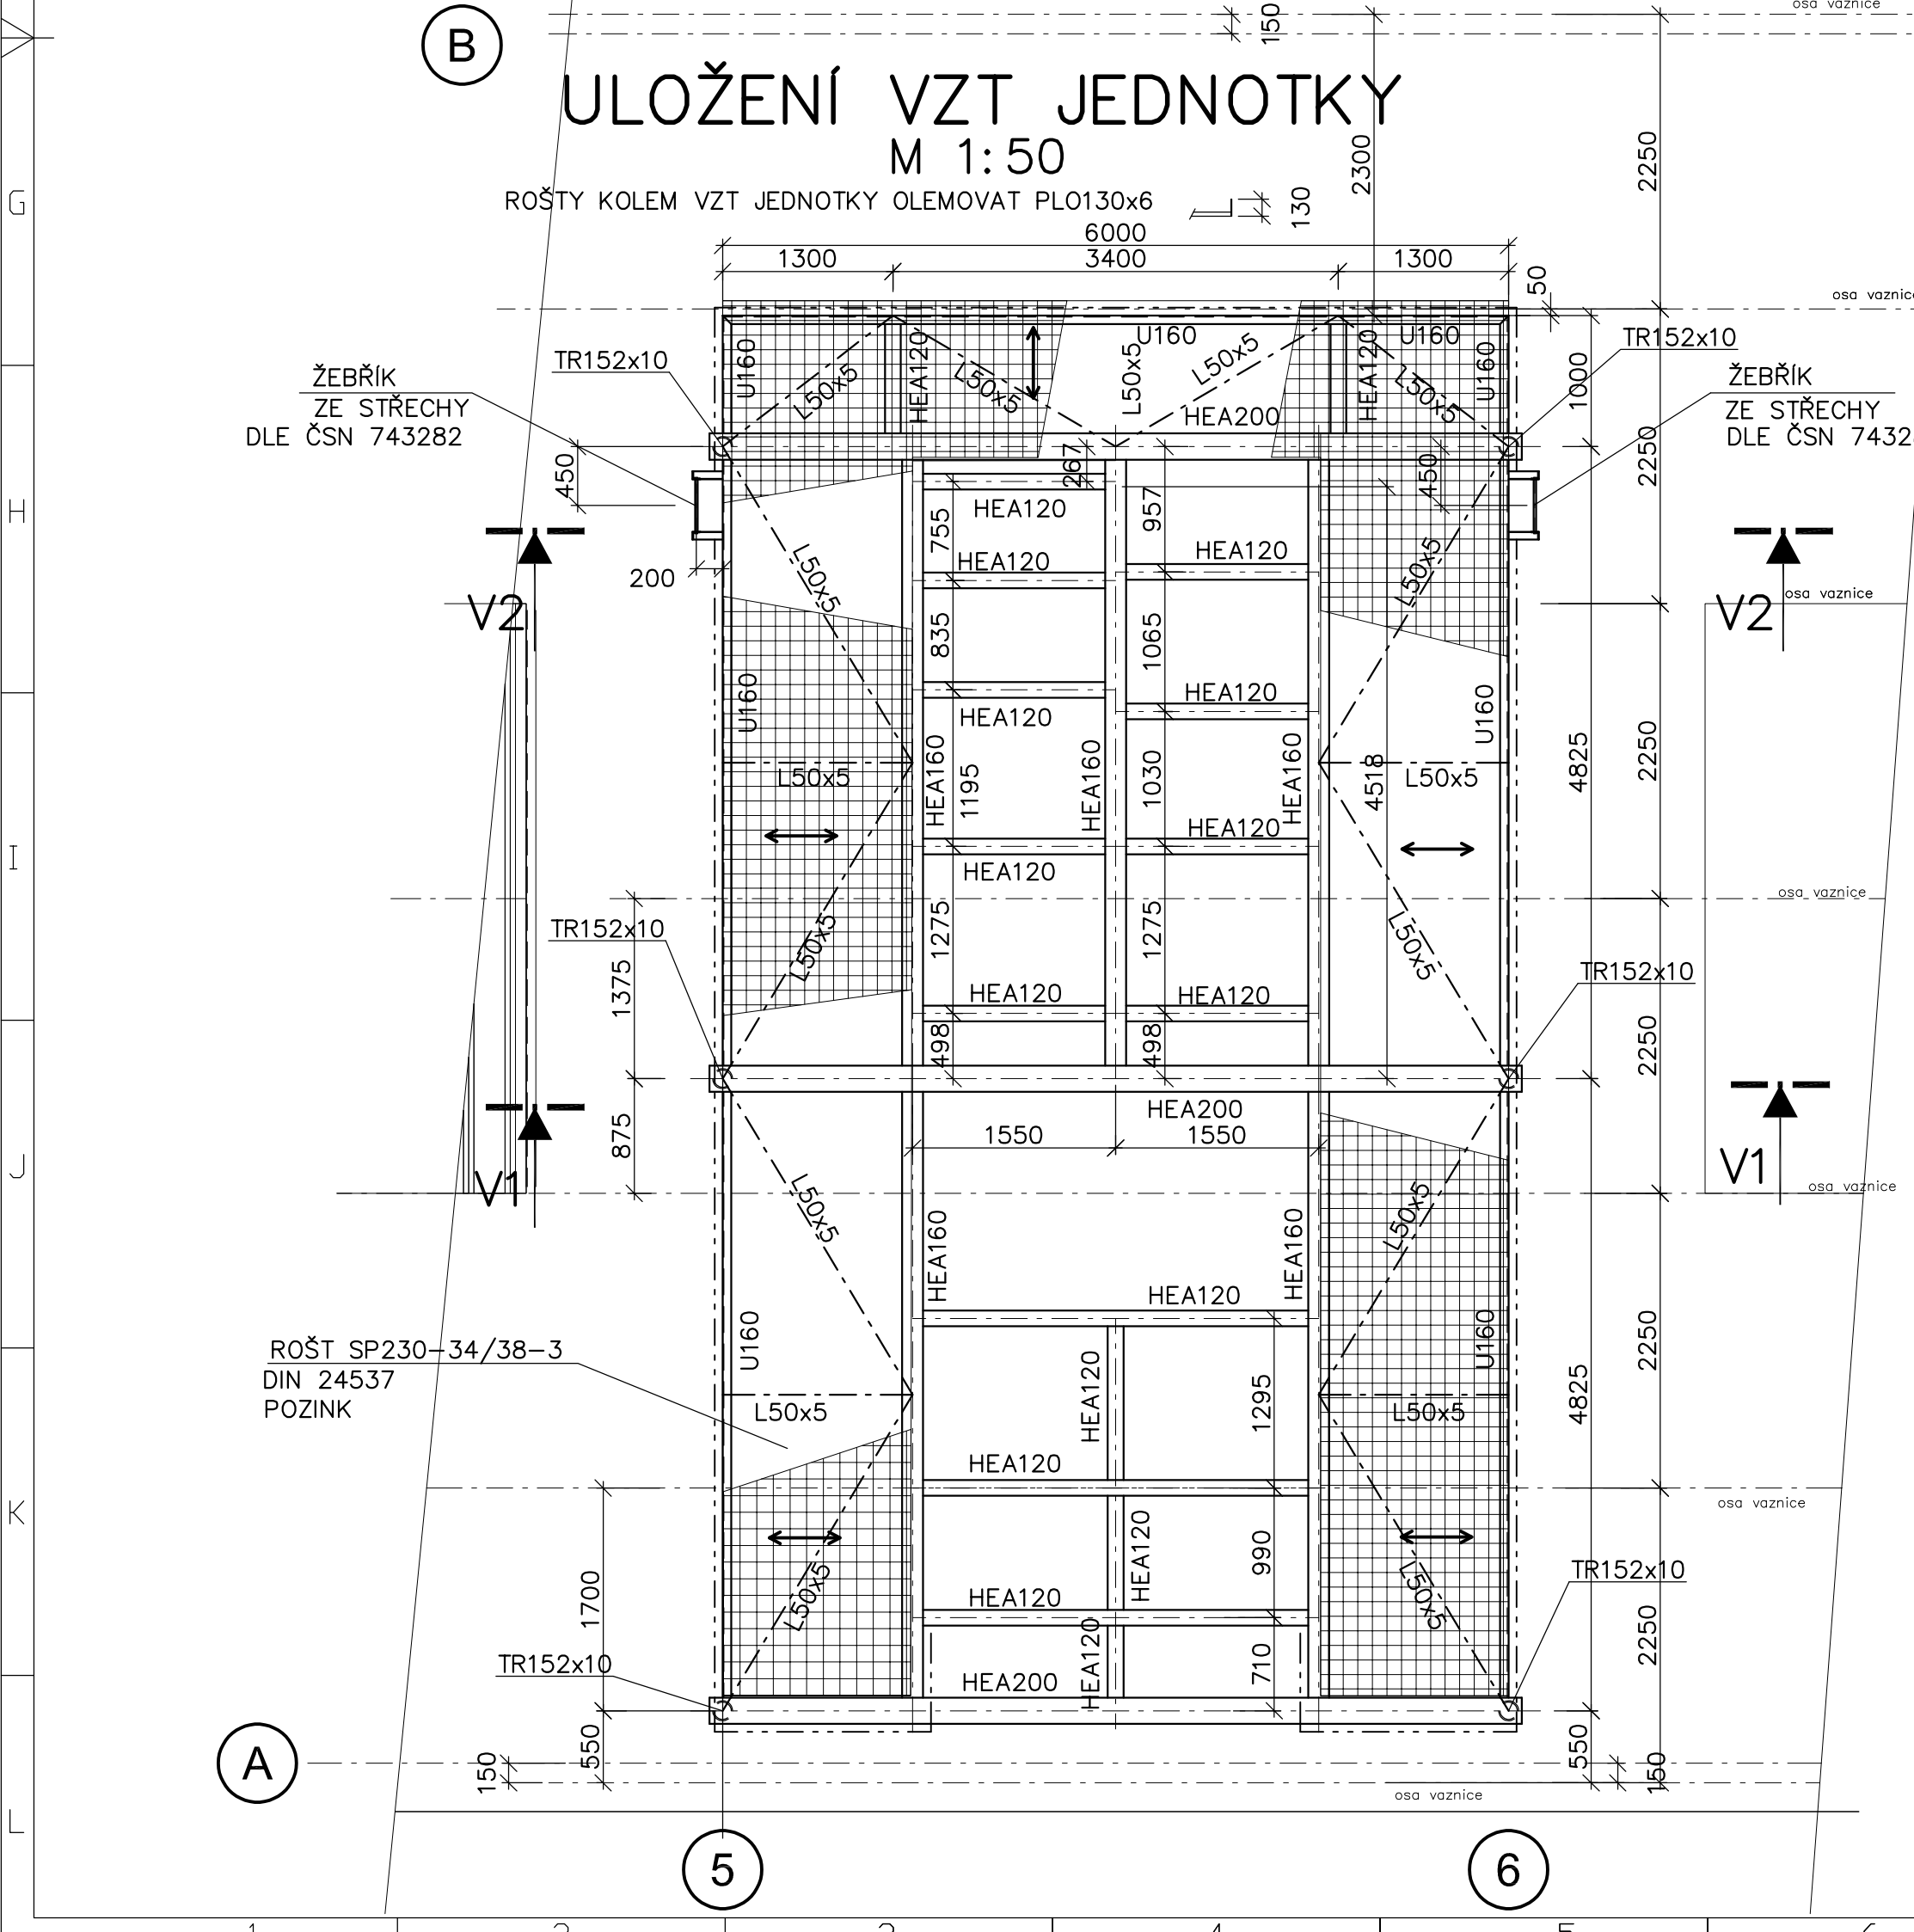 osa vaznice
B
150
ULOŽENÍ VZT JEDNOTKY
M 1:50
2300
2250
G
ROŠTY KOLEM VZT JEDNOTKY OLEMOVAT PLO130x6
130
6000
1300
3400
1300
50
osa vaznice
TR152x10
U160
L50x5
HEA120
L50x5
L50x5
U160
L50x5
HEA120
U160
L50x5
U160
1000
TR152x10
ŽEBŘÍK
ZE STŘECHY
DLE ČSN 743282
ŽEBŘÍK
ZE STŘECHY
HEA200
450
267
450
2250
H
755
HEA120
957
HEA120
HEA120
200
L50x5
L50x5
V2
V2
osa vaznice
835
1065
U160
HEA120
HEA120
U160
HEA160
1195
HEA160
1030
HEA160
4518
4825
2250
L50x5
L50x5
HEA120
HEA120
I
osa vaznice
TR152x10
1275
1275
L50x5
L50x5
1375
HEA120
HEA120
TR152x10
498
498
2250
HEA200
875
1550
1550
J
V1
V1
osa vaznice
L50x5
L50x5
HEA160
HEA160
HEA120
ROŠT SP230-34/38-3
DIN 24537
POZINK
U160
U160
HEA120
1295
4825
2250
L50x5
L50x5
HEA120
K
osa vaznice
HEA120
990
L50x5
L50x5
TR152x10
1700
HEA120
2250
TR152x10
HEA120
710
HEA200
A
150
550
550
150
osa vaznice
L
5
6